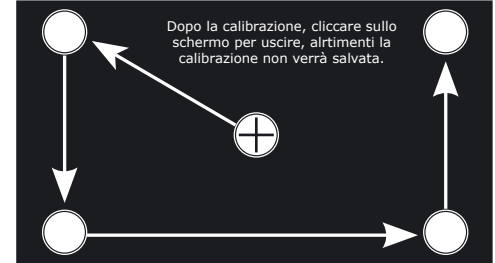 Dopo la calibrazione, cliccare sullo
schermo per uscire, alrtimenti la
calibrazione non verrà salvata.